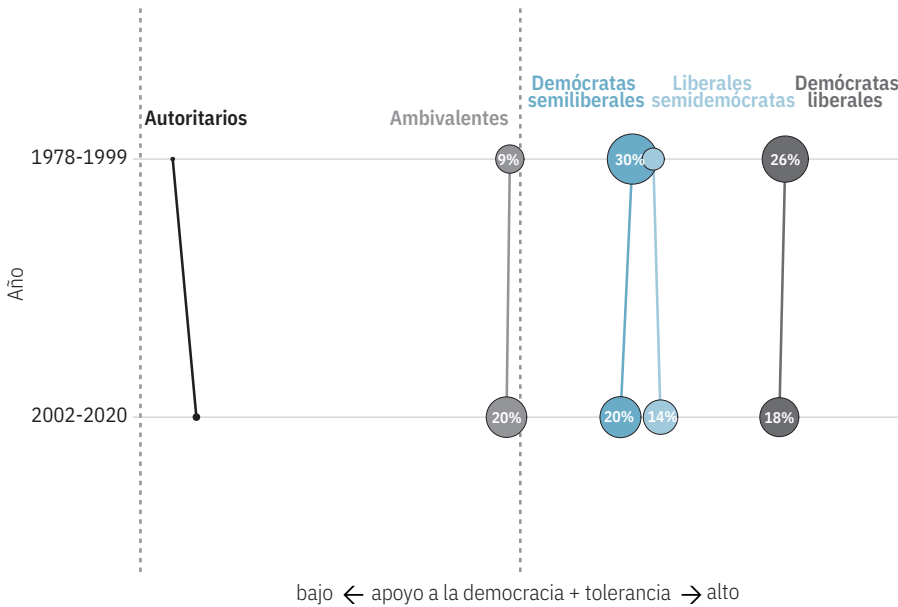 Demócratas
semiliberales
Liberales
semidemócratas
Demócratas
liberales
Autoritarios
Ambivalentes
1978-1999
9%
30%
26%
Año
2002-2020
20%
20%
14%
18%
bajo ← apoyo a la democracia + tolerancia → alto